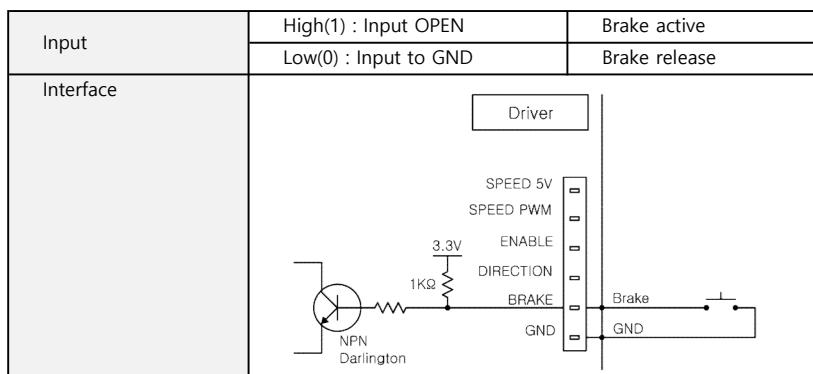 Input
High(1) : Input OPEN
Brake active
Low(0) : Input to GND
Brake release
Interface
Driver
SPEED 5V
SPEED PWM
3.3V
ENABLE
1KΩ
DIRECTION
BRAKE
Brake
GND
GND
NPN
Darlington